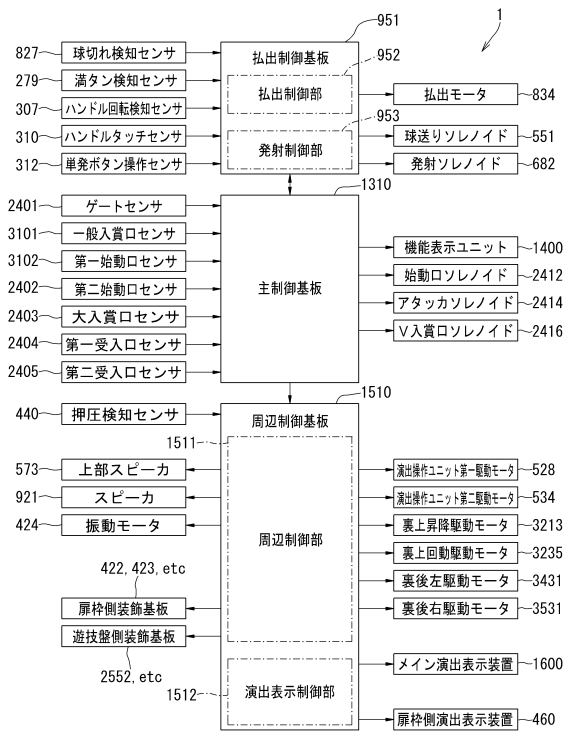 1
951
827 球切れ検知センサ
279 満タン検知センサ
307 ハンドル回転検知センサ
310 ハンドルタッチセンサ
312 単発ボタン操作センサ
払出制御基板
952
払出制御部
953
発射制御部
払出モータ 834
球送りソレノイド 551
発射ソレノイド 682
1310
2401 ゲートセンサ
3101 一般入賞口センサ
3102 第一始動口センサ
2402 第二始動口センサ
2403 大入賞口センサ
2404 第一受入口センサ
2405 第二受入口センサ
主制御基板
機能表示ユニット 1400
始動口ソレノイド 2412
アタッカソレノイド 2414
V入賞口ソレノイド 2416
1510
440 押圧検知センサ
周辺制御基板
1511
573 上部スピーカ
921 スピーカ
424 振動モータ
周辺制御部
演出操作ユニット第一駆動モータ 528
演出操作ユニット第二駆動モータ 534
裏上昇降駆動モータ 3213
裏上回動駆動モータ 3235
裏後左駆動モータ 3431
裏後右駆動モータ 3531
422, 423, etc
扉枠側装飾基板
遊技盤側装飾基板
2552, etc
1512
演出表示制御部
メイン演出表示装置 1600
扉枠側演出表示装置 460